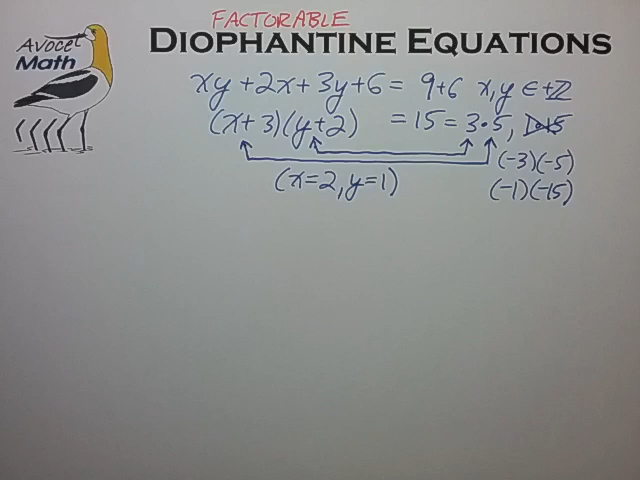 FACTORABLE
Avocet Math
DIOPHANTINE EQUATIONS
xy + 2x + 3y + 6 = 9 + 6 x, y ∈ +ℤ
(x + 3)(y + 2) = 15 = 3 • 5, 1•15
(-3)(-5)
(x = 2, y = 1)
(-1)(-15)